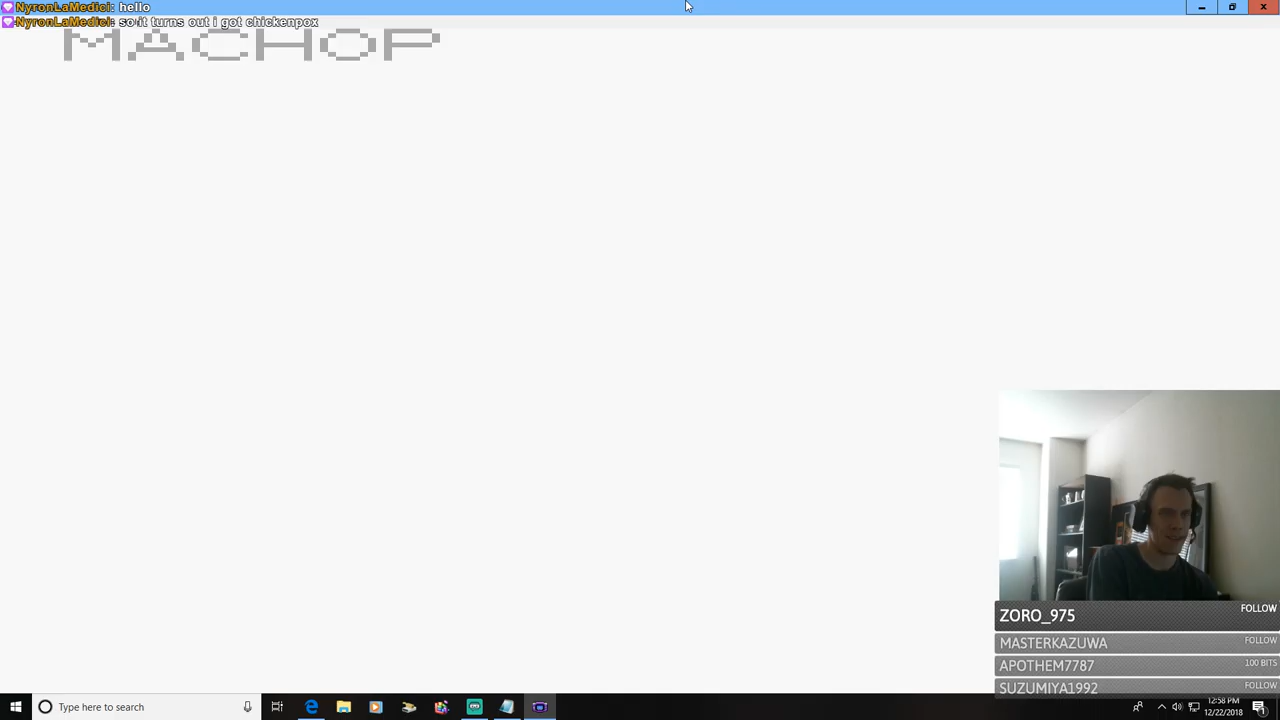 NyronLaMedici: hello
NyronLaMedici: so it turns out i got chickenpox
MACHOP
ZORO_975 FOLLOW
MASTERKAZUWA FOLLOW
APOTHEM7787 100 BITS
SUZUMIYA1992 FOLLOW
Type here to search
12:58 PM
12/22/2018
1